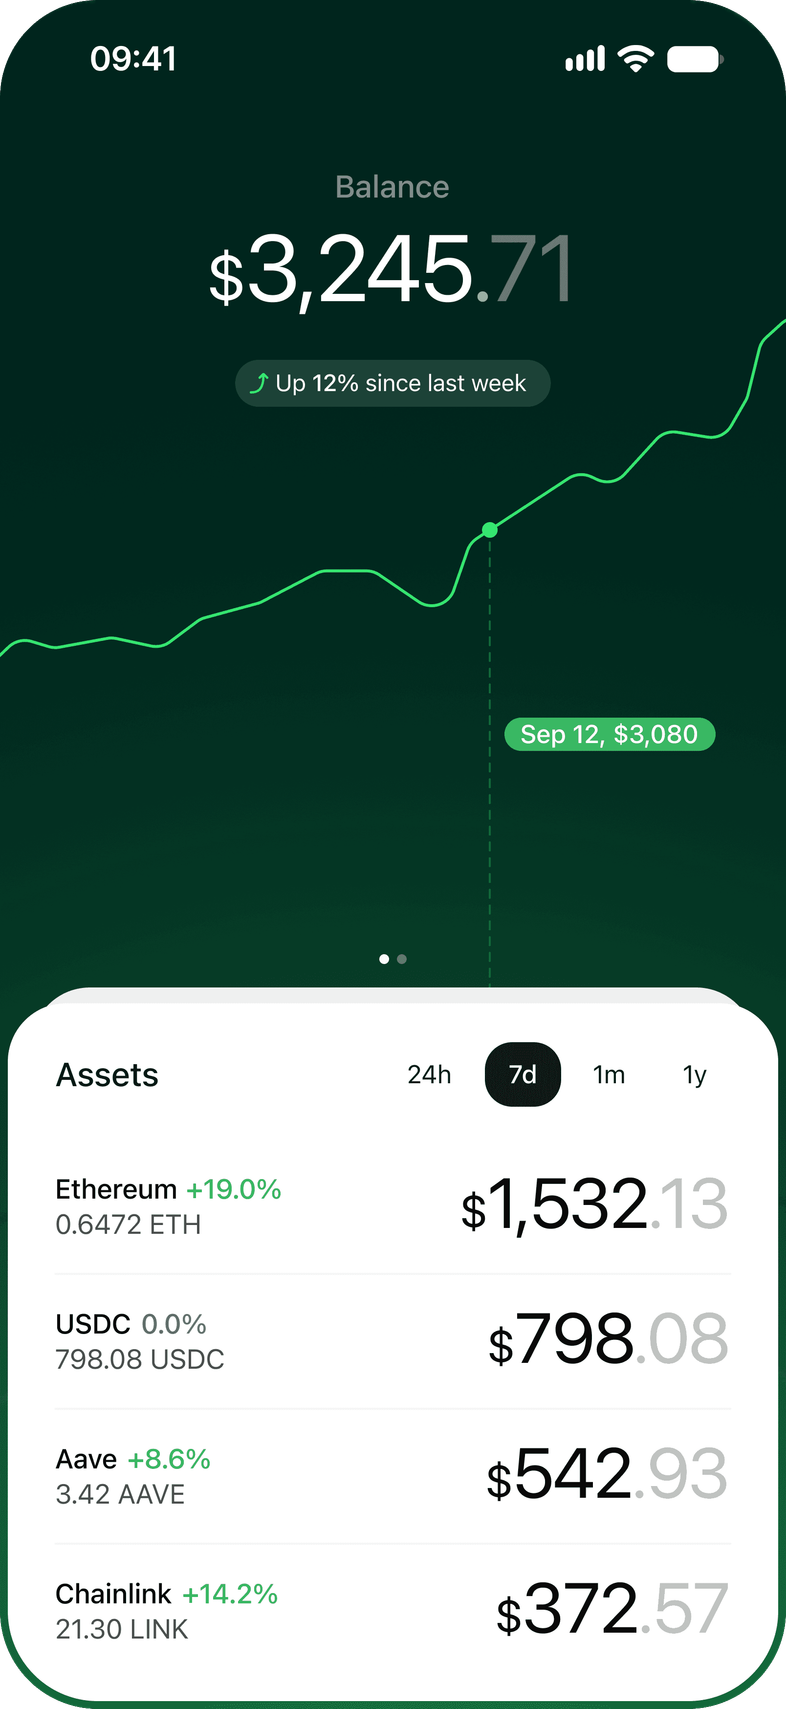 09:41
Balance
$3,245.71
Up 12% since last week
Sep 12, $3,080
Assets 24h 7d 1m 1y
Ethereum +19.0%
0.6472 ETH
$1,532.13
USDC 0.0%
798.08 USDC
$798.08
Aave +8.6%
3.42 AAVE
$542.93
Chainlink +14.2%
21.30 LINK
$372.57